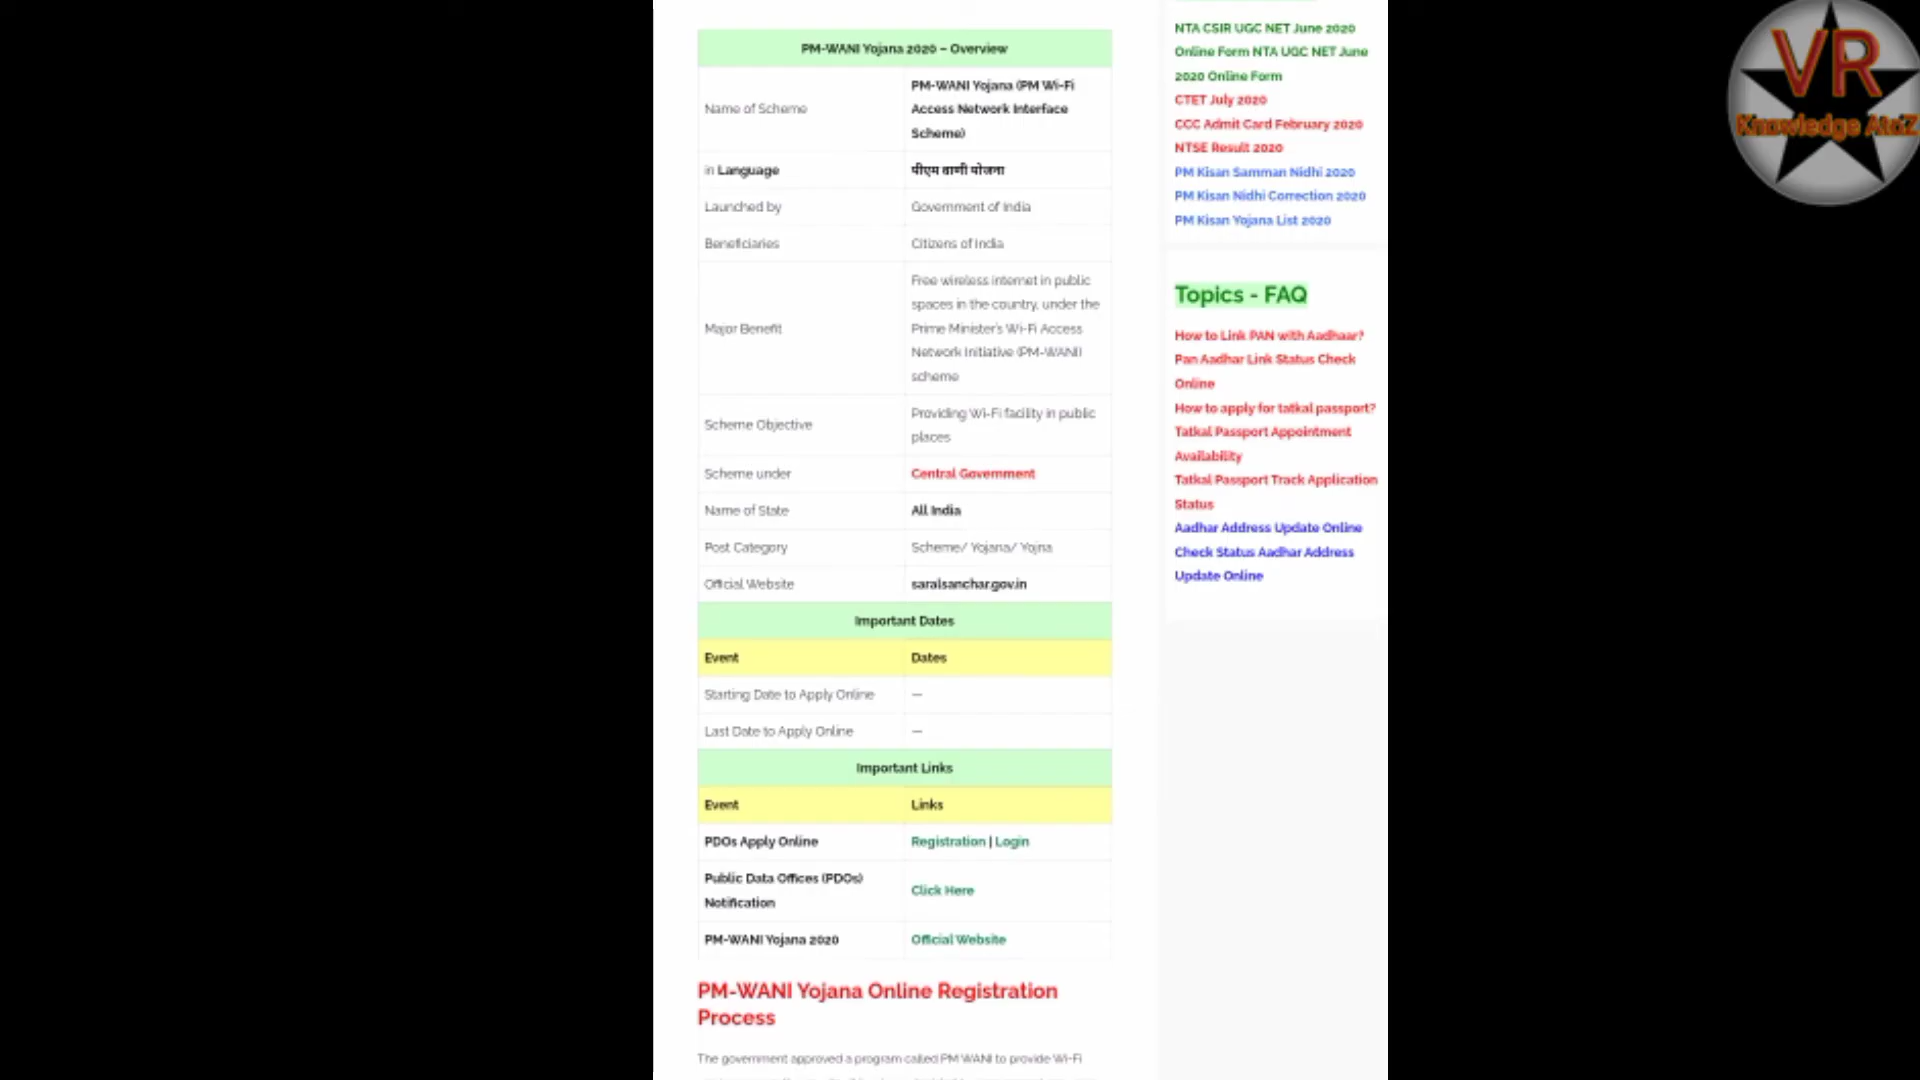 PM-WANI Yojana 2020 – Overview
Name of Scheme
PM-WANI Yojana (PM Wi-Fi
Access Network Interface
Scheme)
in Language
पीएम वाणी योजना
Launched by
Government of India
Beneficiaries
Citizens of India
Major Benefit
Free wireless internet in public
spaces in the country, under the
Prime Minister's Wi-Fi Access
Network Initiative (PM-WANI)
scheme
Scheme Objective
Providing Wi-Fi facility in public
places
Scheme under
Central Government
Name of State
All India
Post Category
Scheme/ Yojana/ Yojna
Official Website
saralsanchar.gov.in
Important Dates
Event
Dates
Starting Date to Apply Online
—
Last Date to Apply Online
—
Important Links
Event
Links
PDOs Apply Online
Registration | Login
Public Data Offices (PDOs)
Notification
Click Here
PM-WANI Yojana 2020
Official Website
PM-WANI Yojana Online Registration
Process
The government approved a program called PM WANI to provide Wi-Fi
NTA CSIR UGC NET June 2020
Online Form NTA UGC NET June
2020 Online Form
CTET July 2020
CCC Admit Card February 2020
NTSE Result 2020
PM Kisan Samman Nidhi 2020
PM Kisan Nidhi Correction 2020
PM Kisan Yojana List 2020
Topics - FAQ
How to Link PAN with Aadhaar?
Pan Aadhar Link Status Check
Online
How to apply for tatkal passport?
Tatkal Passport Appointment
Availability
Tatkal Passport Track Application
Status
Aadhar Address Update Online
Check Status Aadhar Address
Update Online
VR
Knowledge AtoZ